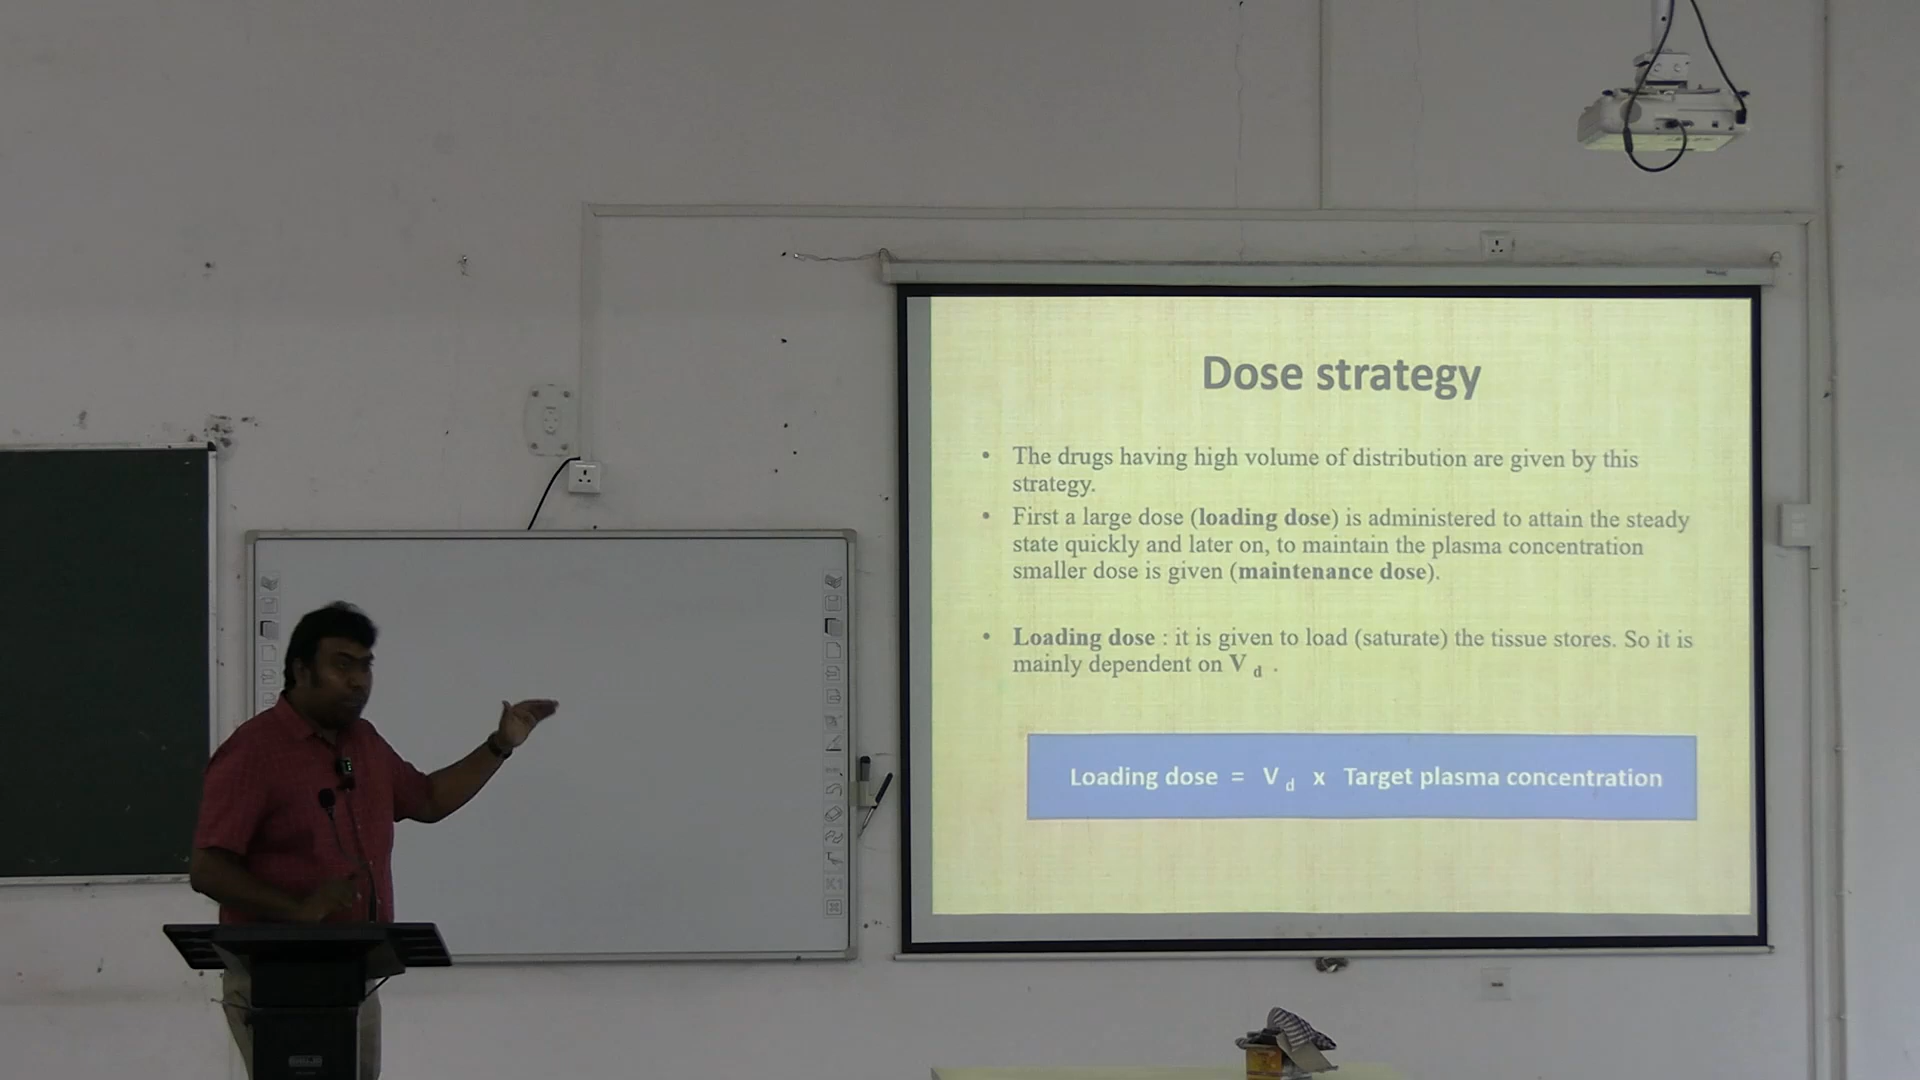 Dose strategy
• The drugs having high volume of distribution are given by this
strategy.
• First a large dose (loading dose) is administered to attain the steady
state quickly and later on, to maintain the plasma concentration
smaller dose is given (maintenance dose).
• Loading dose : it is given to load (saturate) the tissue stores. So it is
mainly dependent on V d .
Loading dose = V d x Target plasma concentration